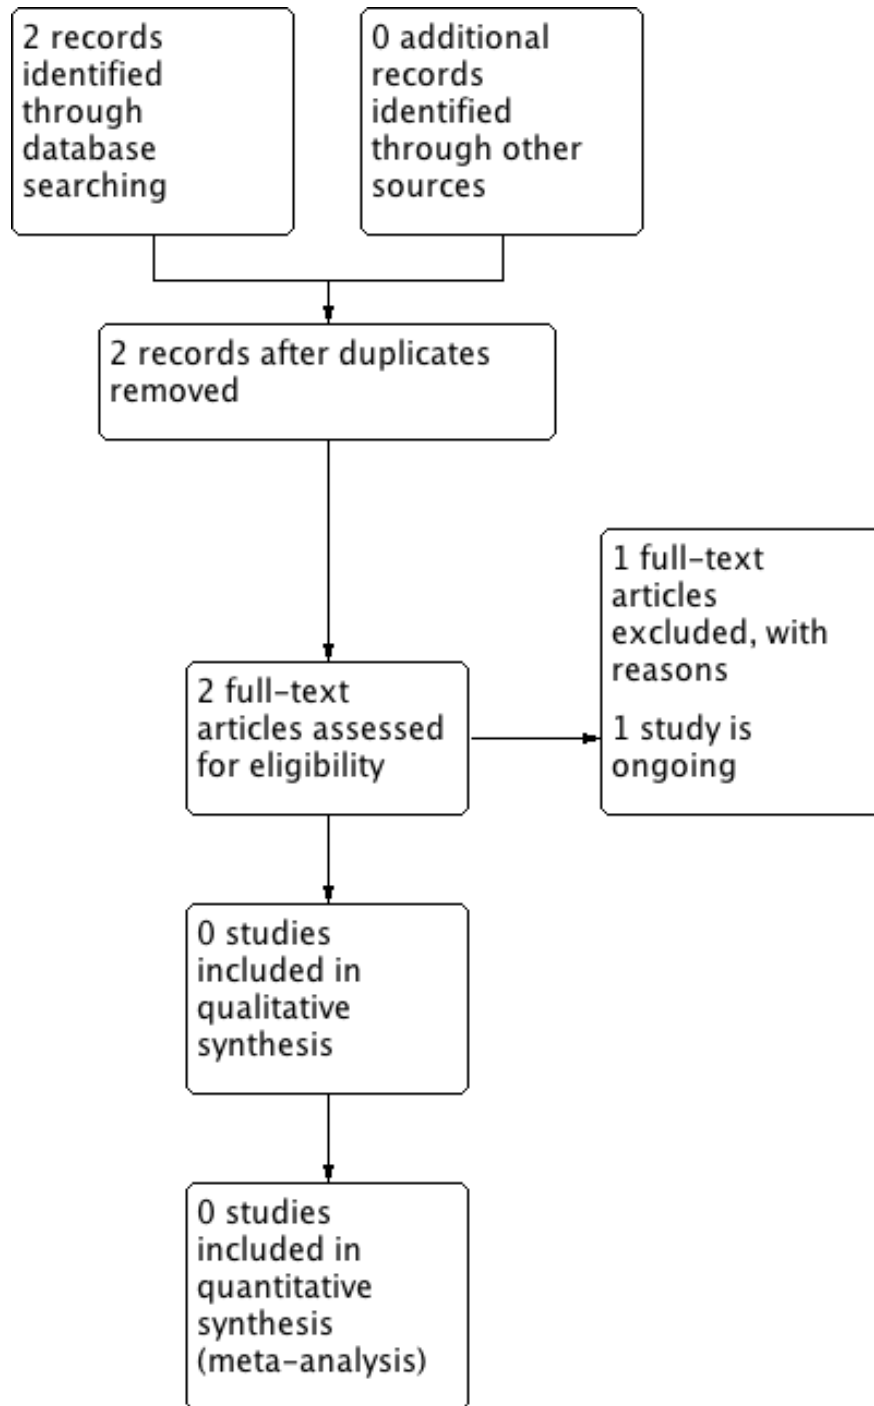 2 records
identified
through
database
searching
0 additional
records
identified
through other
sources
2 records after duplicates
removed
1 full-text
articles
excluded, with
reasons
1 study is
ongoing
2 full-text
articles assessed
for eligibility
0 studies
included in
qualitative
synthesis
0 studies
included in
quantitative
synthesis
(meta-analysis)